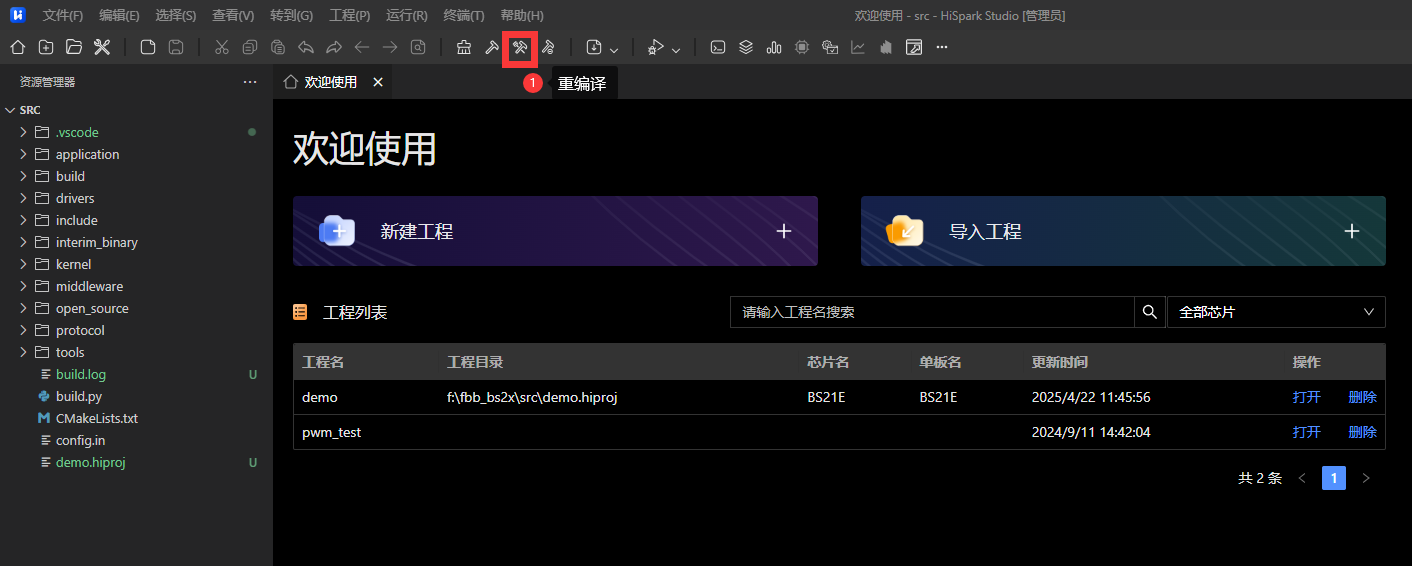 文件(F) 编辑(E) 选择(S) 查看(V) 转到(G) 工程(P) 运行(R) 终端(T) 帮助(H) 欢迎使用 - src - HiSpark Studio [管理员]
资源管理器 ··· 欢迎使用 1 重编译
SRC
.vscode
application
build
drivers
include
interim_binary
kernel
middleware
open_source
protocol
tools
build.log U
build.py
CMakeLists.txt
config.in
demo.hiproj U
欢迎使用
新建工程
导入工程
工程列表 请输入工程名搜索 全部芯片
工程名 工程目录 芯片名 单板名 更新时间 操作
demo f:\fbb_bs2x\src\demo.hiproj BS21E BS21E 2025/4/22 11:45:56 打开 删除
pwm_test 2024/9/11 14:42:04 打开 删除
共 2 条 1